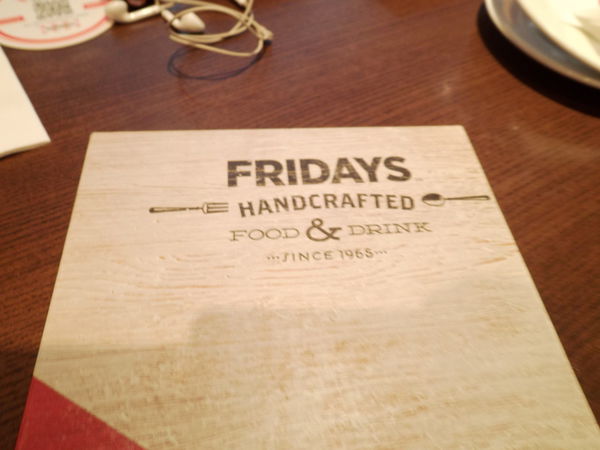 FRIDAYS
HANDCRAFTED
FOOD & DRINK
...SINCE 1965...